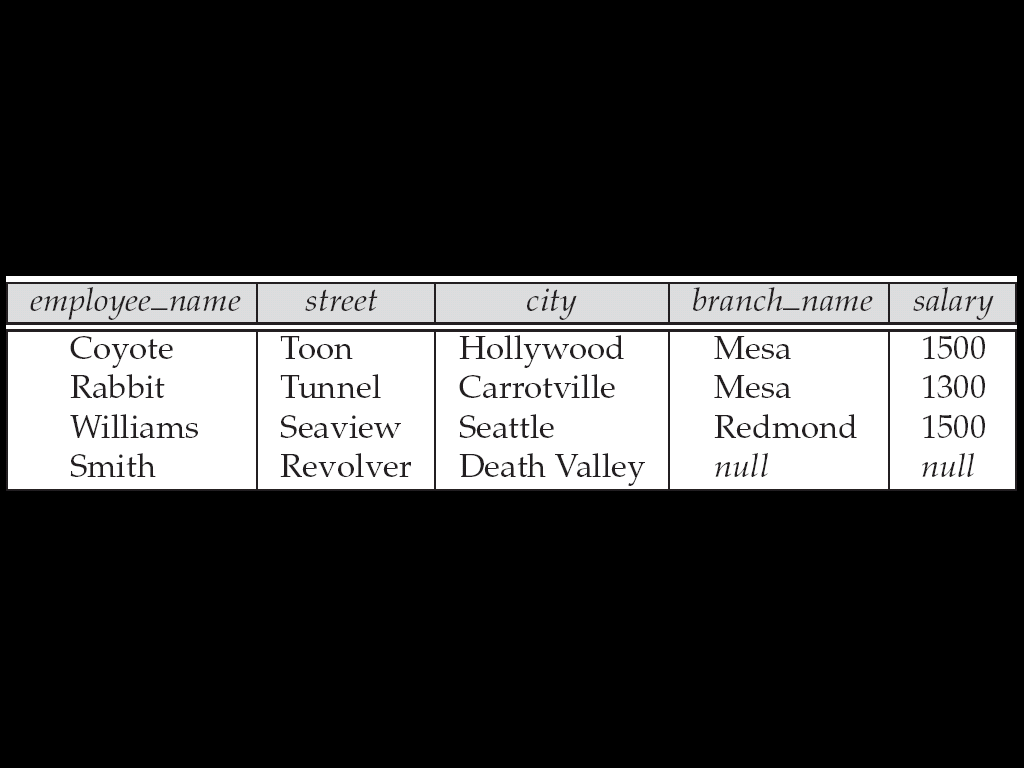 employee_name street city branch_name salary
Coyote Toon Hollywood Mesa 1500
Rabbit Tunnel Carrotville Mesa 1300
Williams Seaview Seattle Redmond 1500
Smith Revolver Death Valley null null